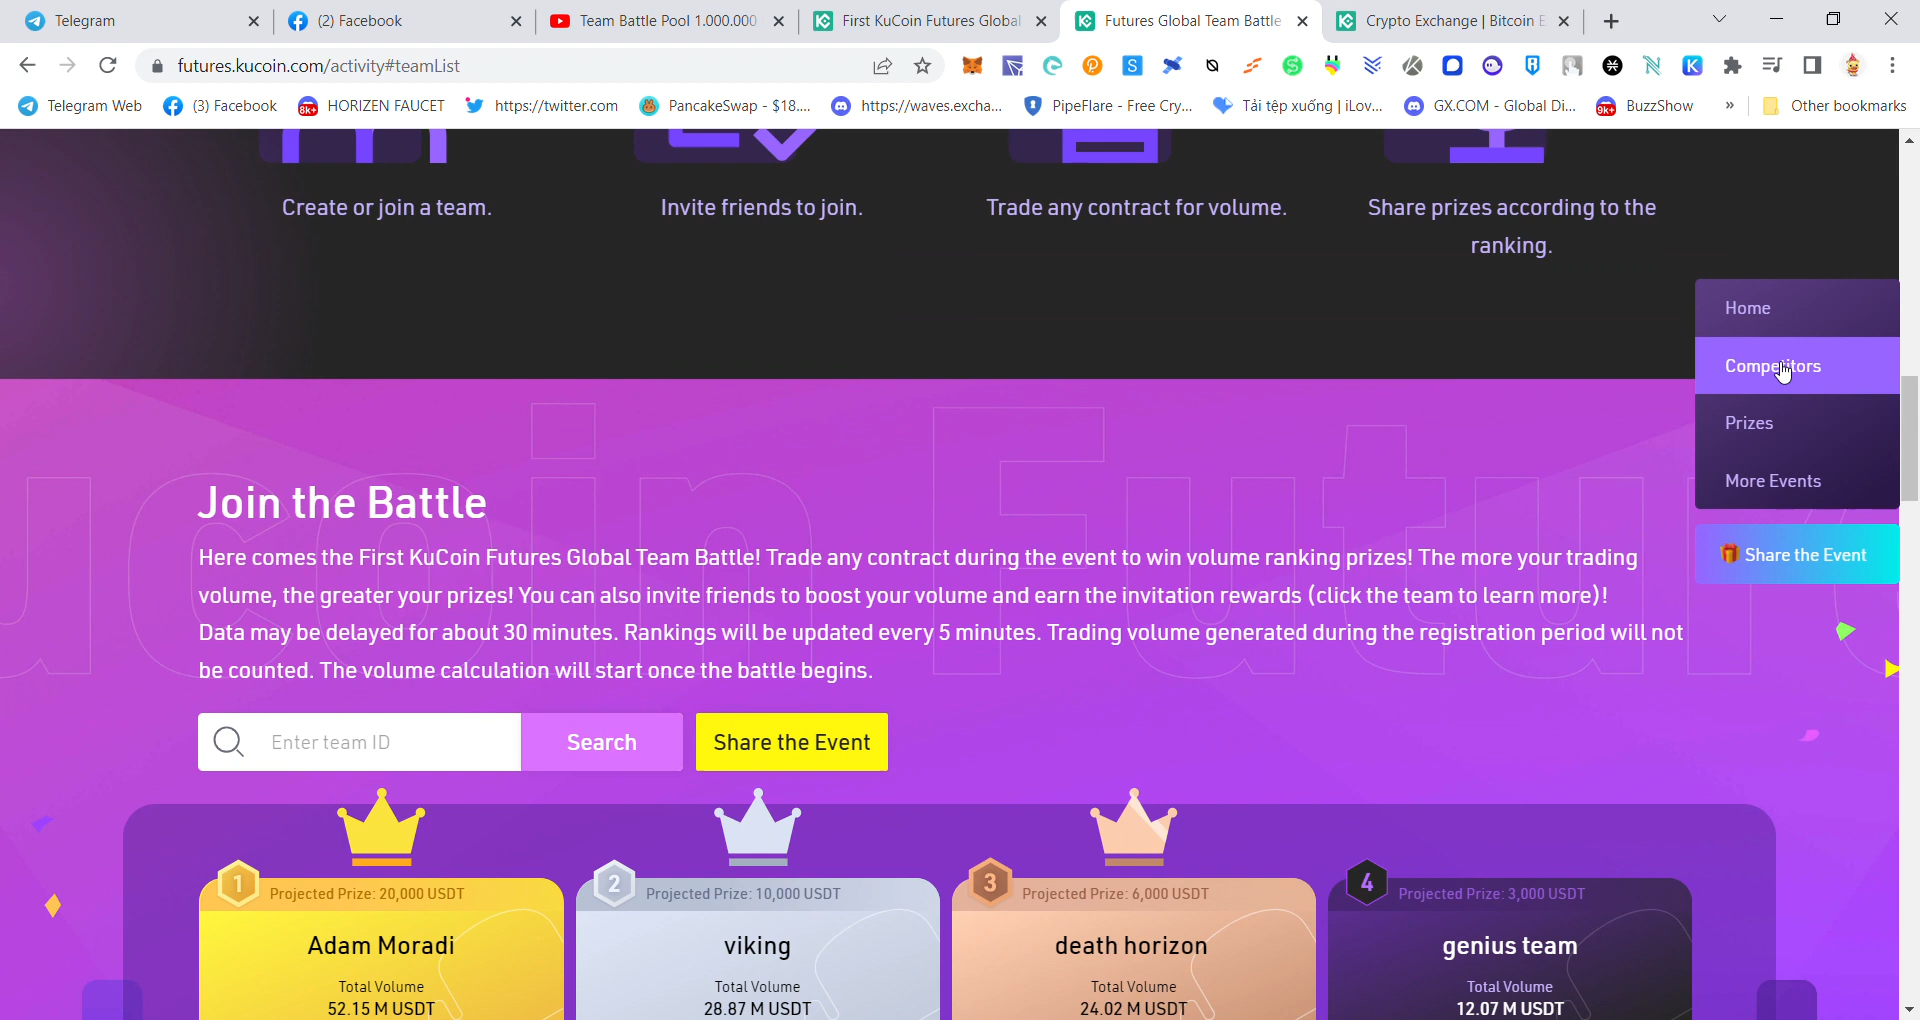 Telegram
(2) Facebook
Team Battle Pool 1.000.000
First KuCoin Futures Global
Futures Global Team Battle
Crypto Exchange | Bitcoin E
futures.kucoin.com/activity#teamList
Telegram Web
(3) Facebook
8k+
HORIZEN FAUCET
https://twitter.com
PancakeSwap - $18....
https://waves.excha...
PipeFlare - Free Cry...
Tải tệp xuống | iLov...
GX.COM - Global Di...
9k+
BuzzShow
»
Other bookmarks
Create or join a team.
Invite friends to join.
Trade any contract for volume.
Share prizes according to the
ranking.
Home
Competitors
Prizes
More Events
Share the Event
Join the Battle
Here comes the First KuCoin Futures Global Team Battle! Trade any contract during the event to win volume ranking prizes! The more your trading
volume, the greater your prizes! You can also invite friends to boost your volume and earn the invitation rewards (click the team to learn more)!
Data may be delayed for about 30 minutes. Rankings will be updated every 5 minutes. Trading volume generated during the registration period will not
be counted. The volume calculation will start once the battle begins.
Enter team ID
Search
Share the Event
1
Projected Prize: 20,000 USDT
Adam Moradi
Total Volume
52.15 M USDT
2
Projected Prize: 10,000 USDT
viking
Total Volume
28.87 M USDT
3
Projected Prize: 6,000 USDT
death horizon
Total Volume
24.02 M USDT
4
Projected Prize: 3,000 USDT
genius team
Total Volume
12.07 M USDT